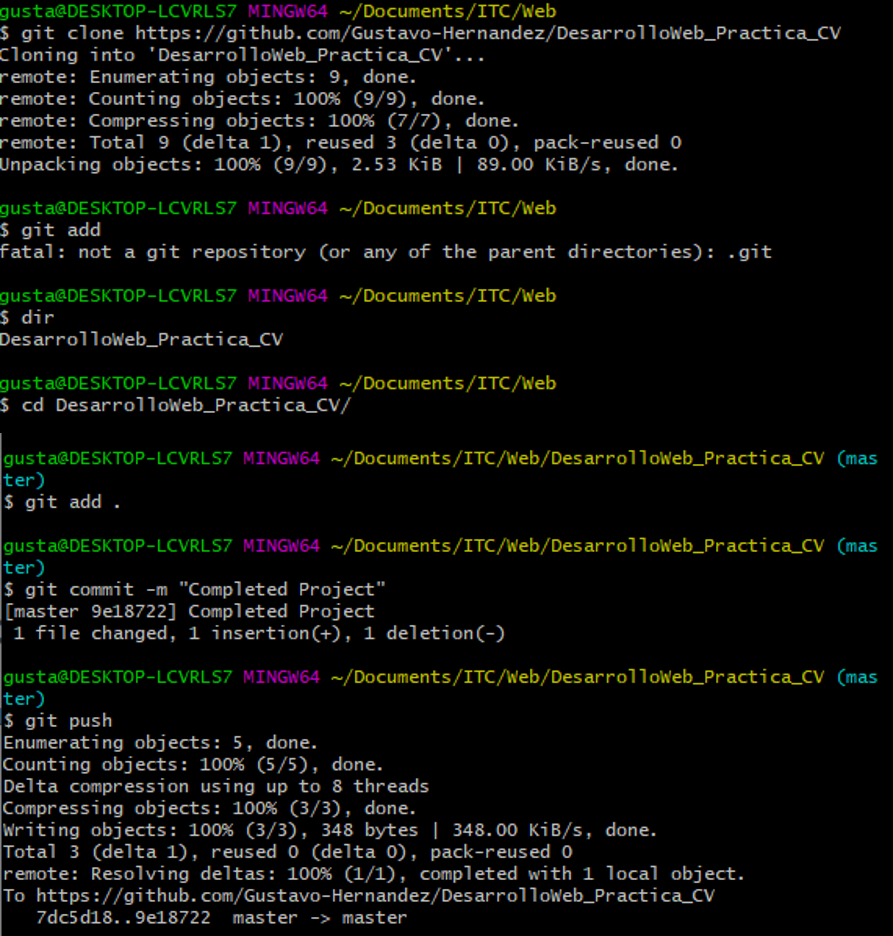 gusta@DESKTOP-LCVRLS7 MINGW64 ~/Documents/ITC/Web
$ git clone https://github.com/Gustavo-Hernandez/DesarrolloWeb_Practica_CV
Cloning into 'DesarrolloWeb_Practica_CV'...
remote: Enumerating objects: 9, done.
remote: Counting objects: 100% (9/9), done.
remote: Compressing objects: 100% (7/7), done.
remote: Total 9 (delta 1), reused 3 (delta 0), pack-reused 0
Unpacking objects: 100% (9/9), 2.53 KiB | 89.00 KiB/s, done.
gusta@DESKTOP-LCVRLS7 MINGW64 ~/Documents/ITC/Web
$ git add
fatal: not a git repository (or any of the parent directories): .git
gusta@DESKTOP-LCVRLS7 MINGW64 ~/Documents/ITC/Web
$ dir
DesarrolloWeb_Practica_CV
gusta@DESKTOP-LCVRLS7 MINGW64 ~/Documents/ITC/Web
$ cd DesarrolloWeb_Practica_CV/
gusta@DESKTOP-LCVRLS7 MINGW64 ~/Documents/ITC/Web/DesarrolloWeb_Practica_CV (mas
ter)
$ git add .
gusta@DESKTOP-LCVRLS7 MINGW64 ~/Documents/ITC/Web/DesarrolloWeb_Practica_CV (mas
ter)
$ git commit -m "Completed Project"
[master 9e18722] Completed Project
1 file changed, 1 insertion(+), 1 deletion(-)
gusta@DESKTOP-LCVRLS7 MINGW64 ~/Documents/ITC/Web/DesarrolloWeb_Practica_CV (mas
ter)
$ git push
Enumerating objects: 5, done.
Counting objects: 100% (5/5), done.
Delta compression using up to 8 threads
Compressing objects: 100% (3/3), done.
Writing objects: 100% (3/3), 348 bytes | 348.00 KiB/s, done.
Total 3 (delta 1), reused 0 (delta 0), pack-reused 0
remote: Resolving deltas: 100% (1/1), completed with 1 local object.
To https://github.com/Gustavo-Hernandez/DesarrolloWeb_Practica_CV
7dc5d18..9e18722 master -> master